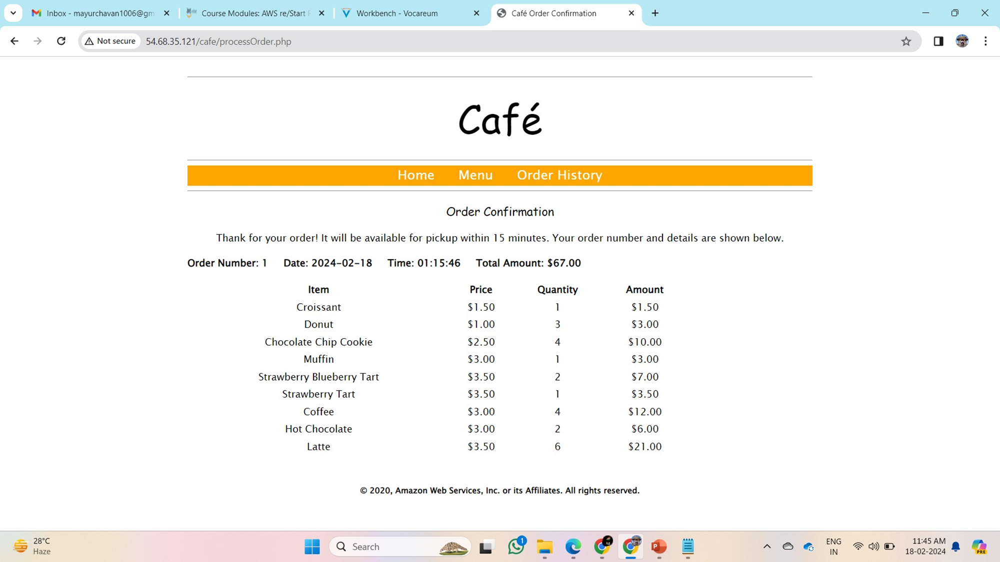 Inbox - mayurchavan1006@gm
Course Modules: AWS re/Start
Workbench - Vocareum
Café Order Confirmation
Not secure
54.68.35.121/cafe/processOrder.php
Café
Home Menu Order History
Order Confirmation
Thank for your order! It will be available for pickup within 15 minutes. Your order number and details are shown below.
Order Number: 1 Date: 2024-02-18 Time: 01:15:46 Total Amount: $67.00
Item Price Quantity Amount
Croissant $1.50 1 $1.50
Donut $1.00 3 $3.00
Chocolate Chip Cookie $2.50 4 $10.00
Muffin $3.00 1 $3.00
Strawberry Blueberry Tart $3.50 2 $7.00
Strawberry Tart $3.50 1 $3.50
Coffee $3.00 4 $12.00
Hot Chocolate $3.00 2 $6.00
Latte $3.50 6 $21.00
© 2020, Amazon Web Services, Inc. or its Affiliates. All rights reserved.
28°C
Haze
Search
1
P
ENG
IN
11:45 AM
18-02-2024
PRE